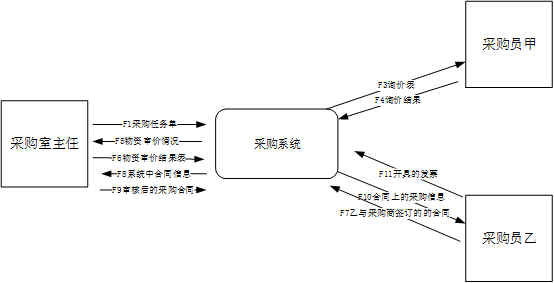 采购员甲
F3询价表
F4询价结果
F1采购任务单
采购室主任
F5物资审价情况
采购系统
F6物资审价结果表
F8系统中合同信息
F9审核后的采购合同
F11开具的发票
F10合同上的采购信息
F7乙与采购商签订的的合同
采购员乙